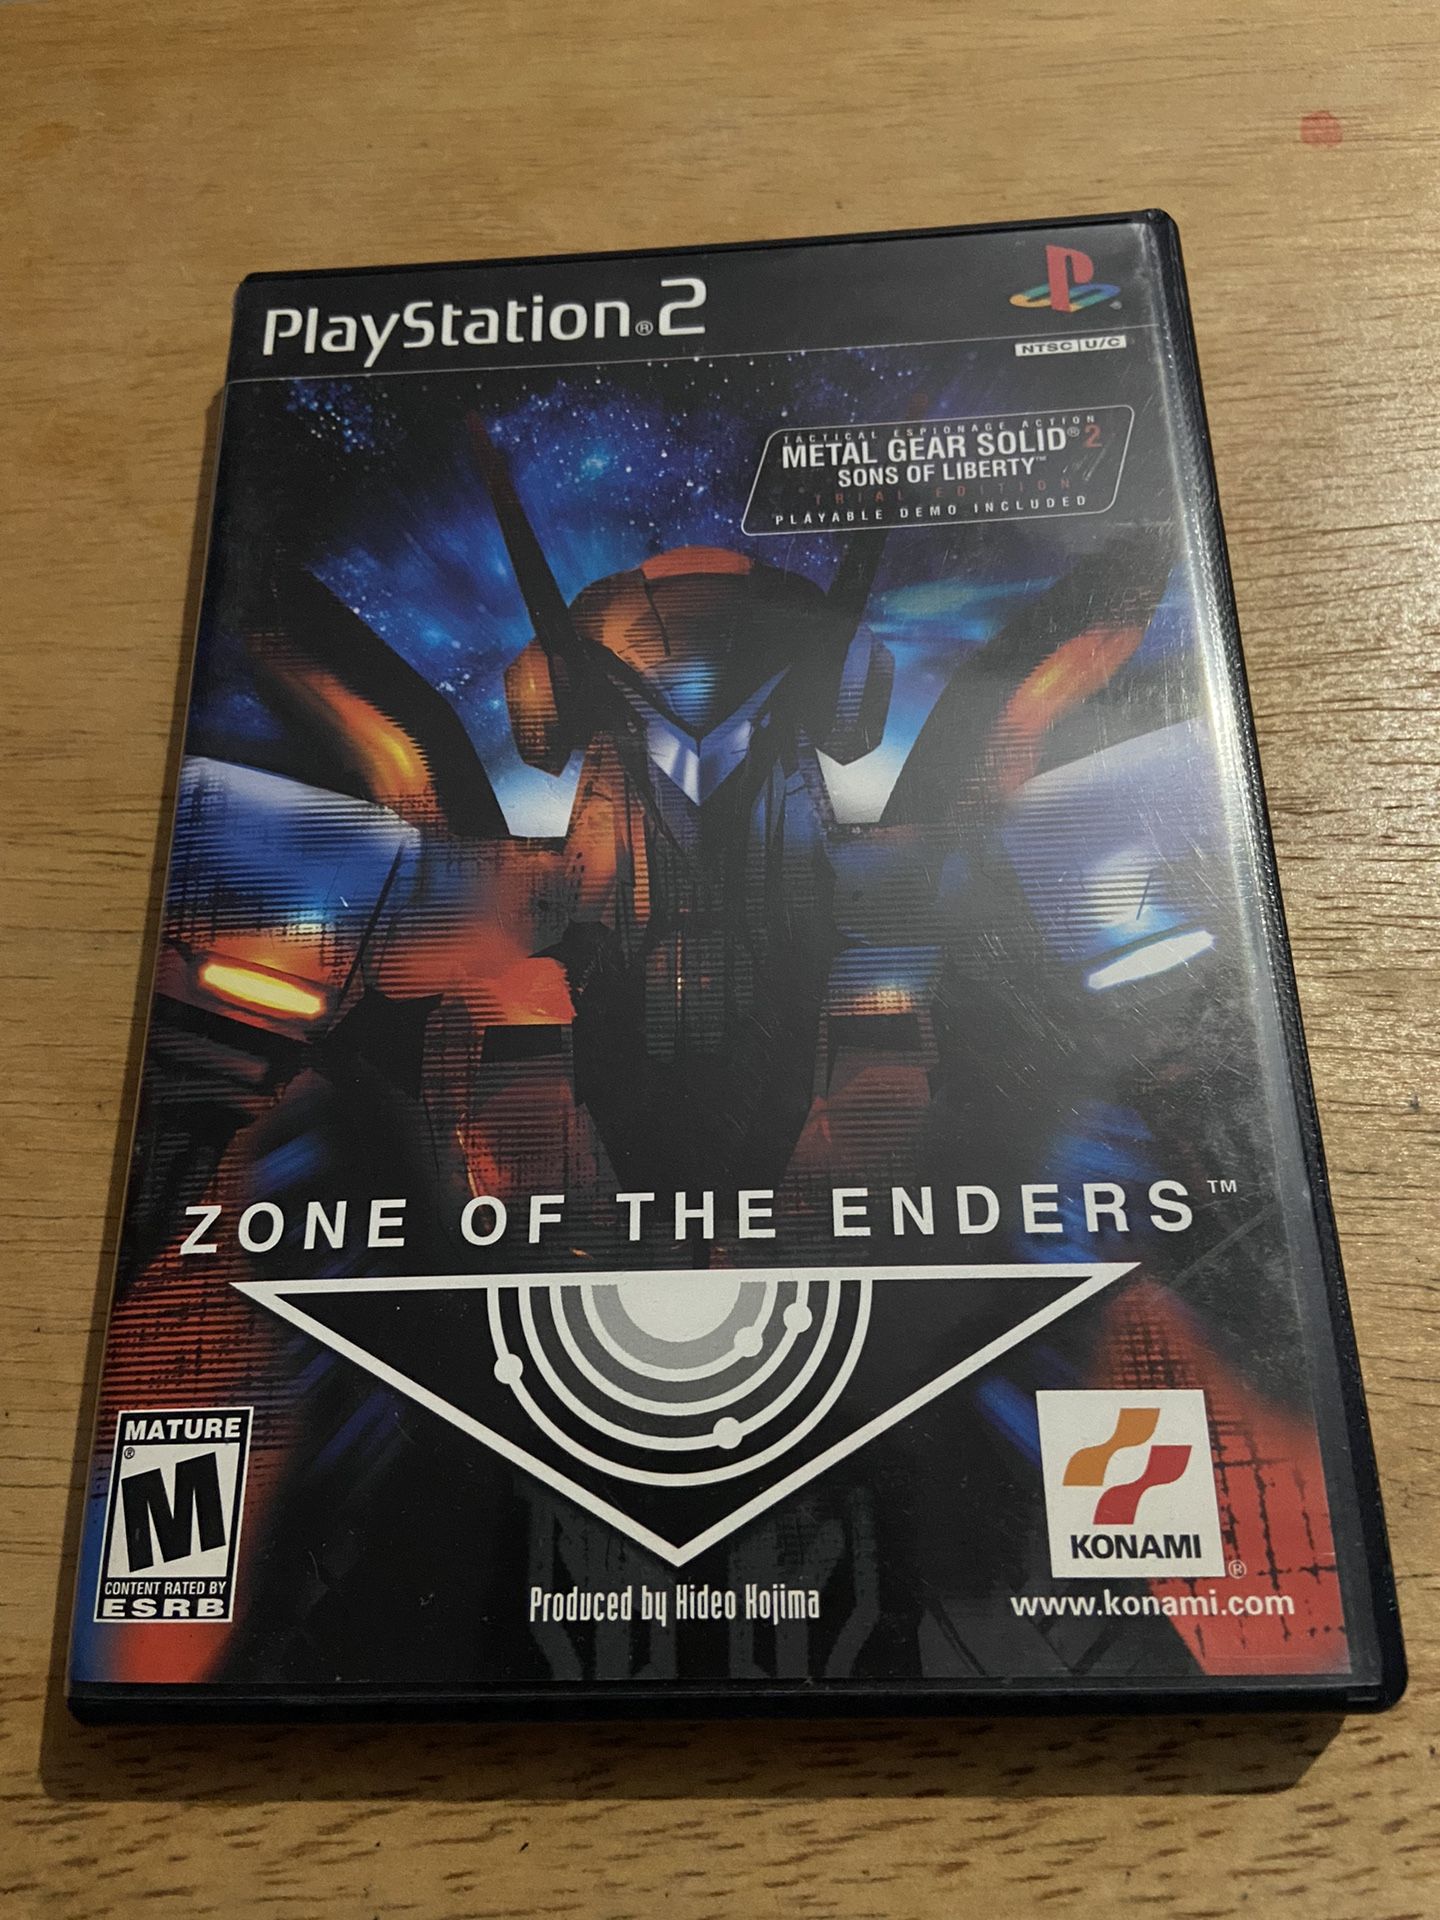 PlayStation®2
NTSC U/C
TACTICAL ESPIONAGE ACTION
METAL GEAR SOLID® 2
SONS OF LIBERTY™
TRIAL EDITION
PLAYABLE DEMO INCLUDED
ZONE OF THE ENDERS™
MATURE
M®
CONTENT RATED BY
ESRB
KONAMI®
Produced by Hideo Kojima
www.konami.com